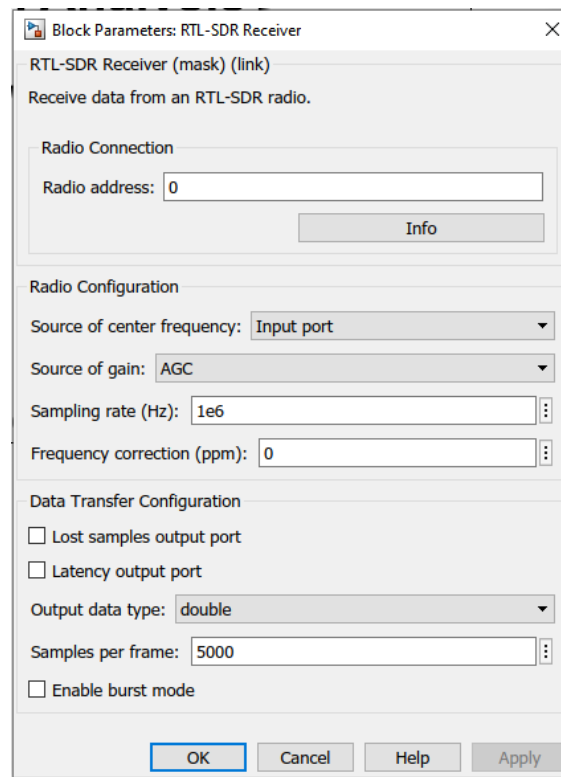 Block Parameters: RTL-SDR Receiver
RTL-SDR Receiver (mask) (link)
Receive data from an RTL-SDR radio.
Radio Connection
Radio address: 0
Info
Radio Configuration
Source of center frequency: Input port
Source of gain: AGC
Sampling rate (Hz): 1e6
Frequency correction (ppm): 0
Data Transfer Configuration
Lost samples output port
Latency output port
Output data type: double
Samples per frame: 5000
Enable burst mode
OK Cancel Help Apply